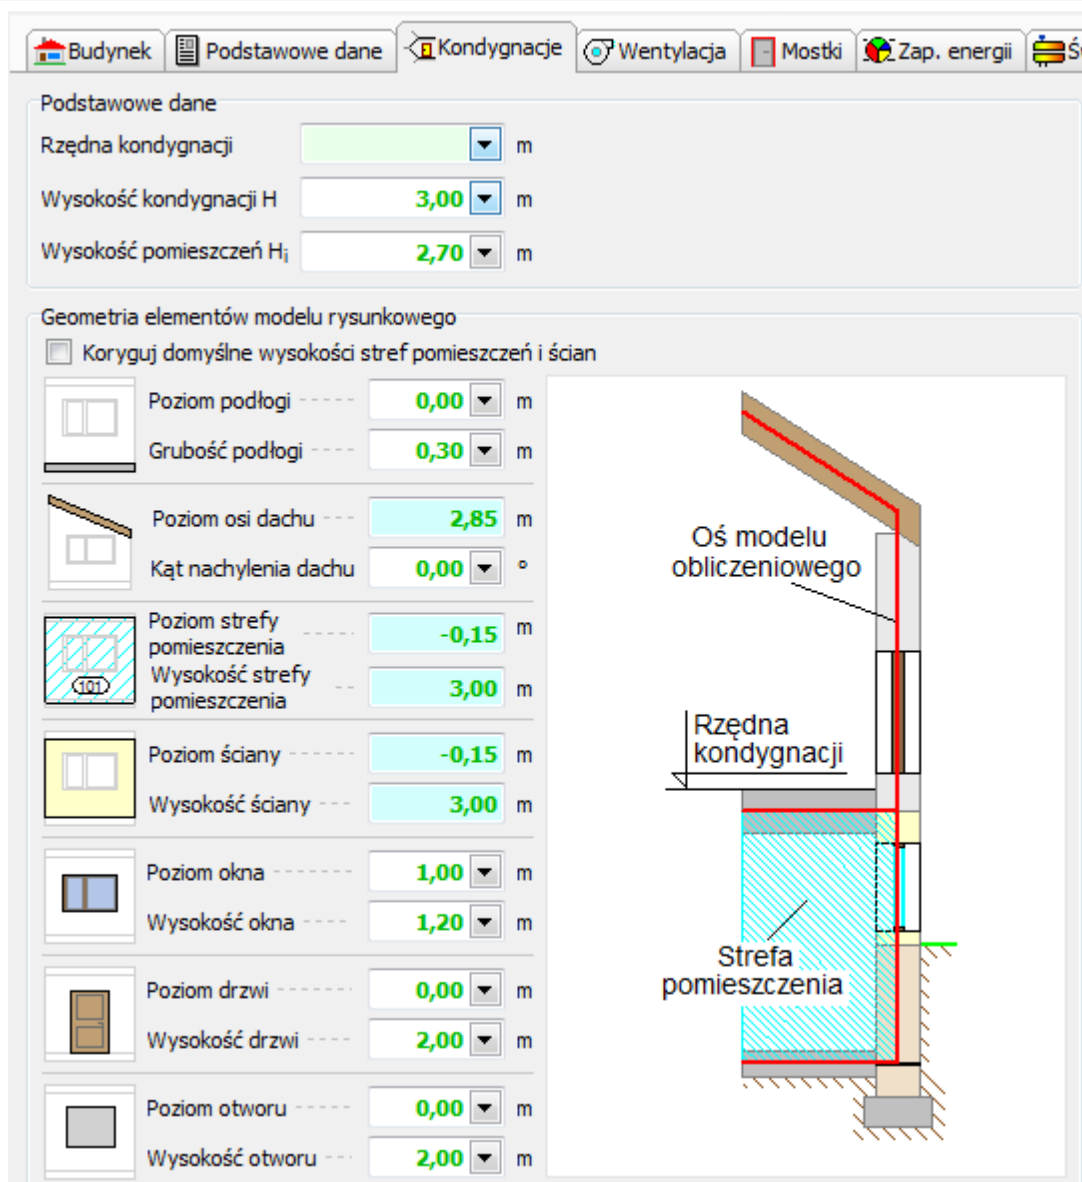 Budynek Podstawowe dane Kondygnacje Wentylacja Mostki Zap. energii
Podstawowe dane
Rzędna kondygnacji m
Wysokość kondygnacji H 3,00 m
Wysokość pomieszczeń Hi 2,70 m
Geometria elementów modelu rysunkowego
Koryguj domyślne wysokości stref pomieszczeń i ścian
Poziom podłogi 0,00 m
Grubość podłogi 0,30 m
Poziom osi dachu 2,85 m
Kąt nachylenia dachu 0,00 °
Poziom strefy
pomieszczenia -0,15 m
Wysokość strefy
pomieszczenia 3,00 m
101
Poziom ściany -0,15 m
Wysokość ściany 3,00 m
Poziom okna 1,00 m
Wysokość okna 1,20 m
Poziom drzwi 0,00 m
Wysokość drzwi 2,00 m
Poziom otworu 0,00 m
Wysokość otworu 2,00 m
Oś modelu
obliczeniowego
Rzędna
kondygnacji
Strefa
pomieszczenia